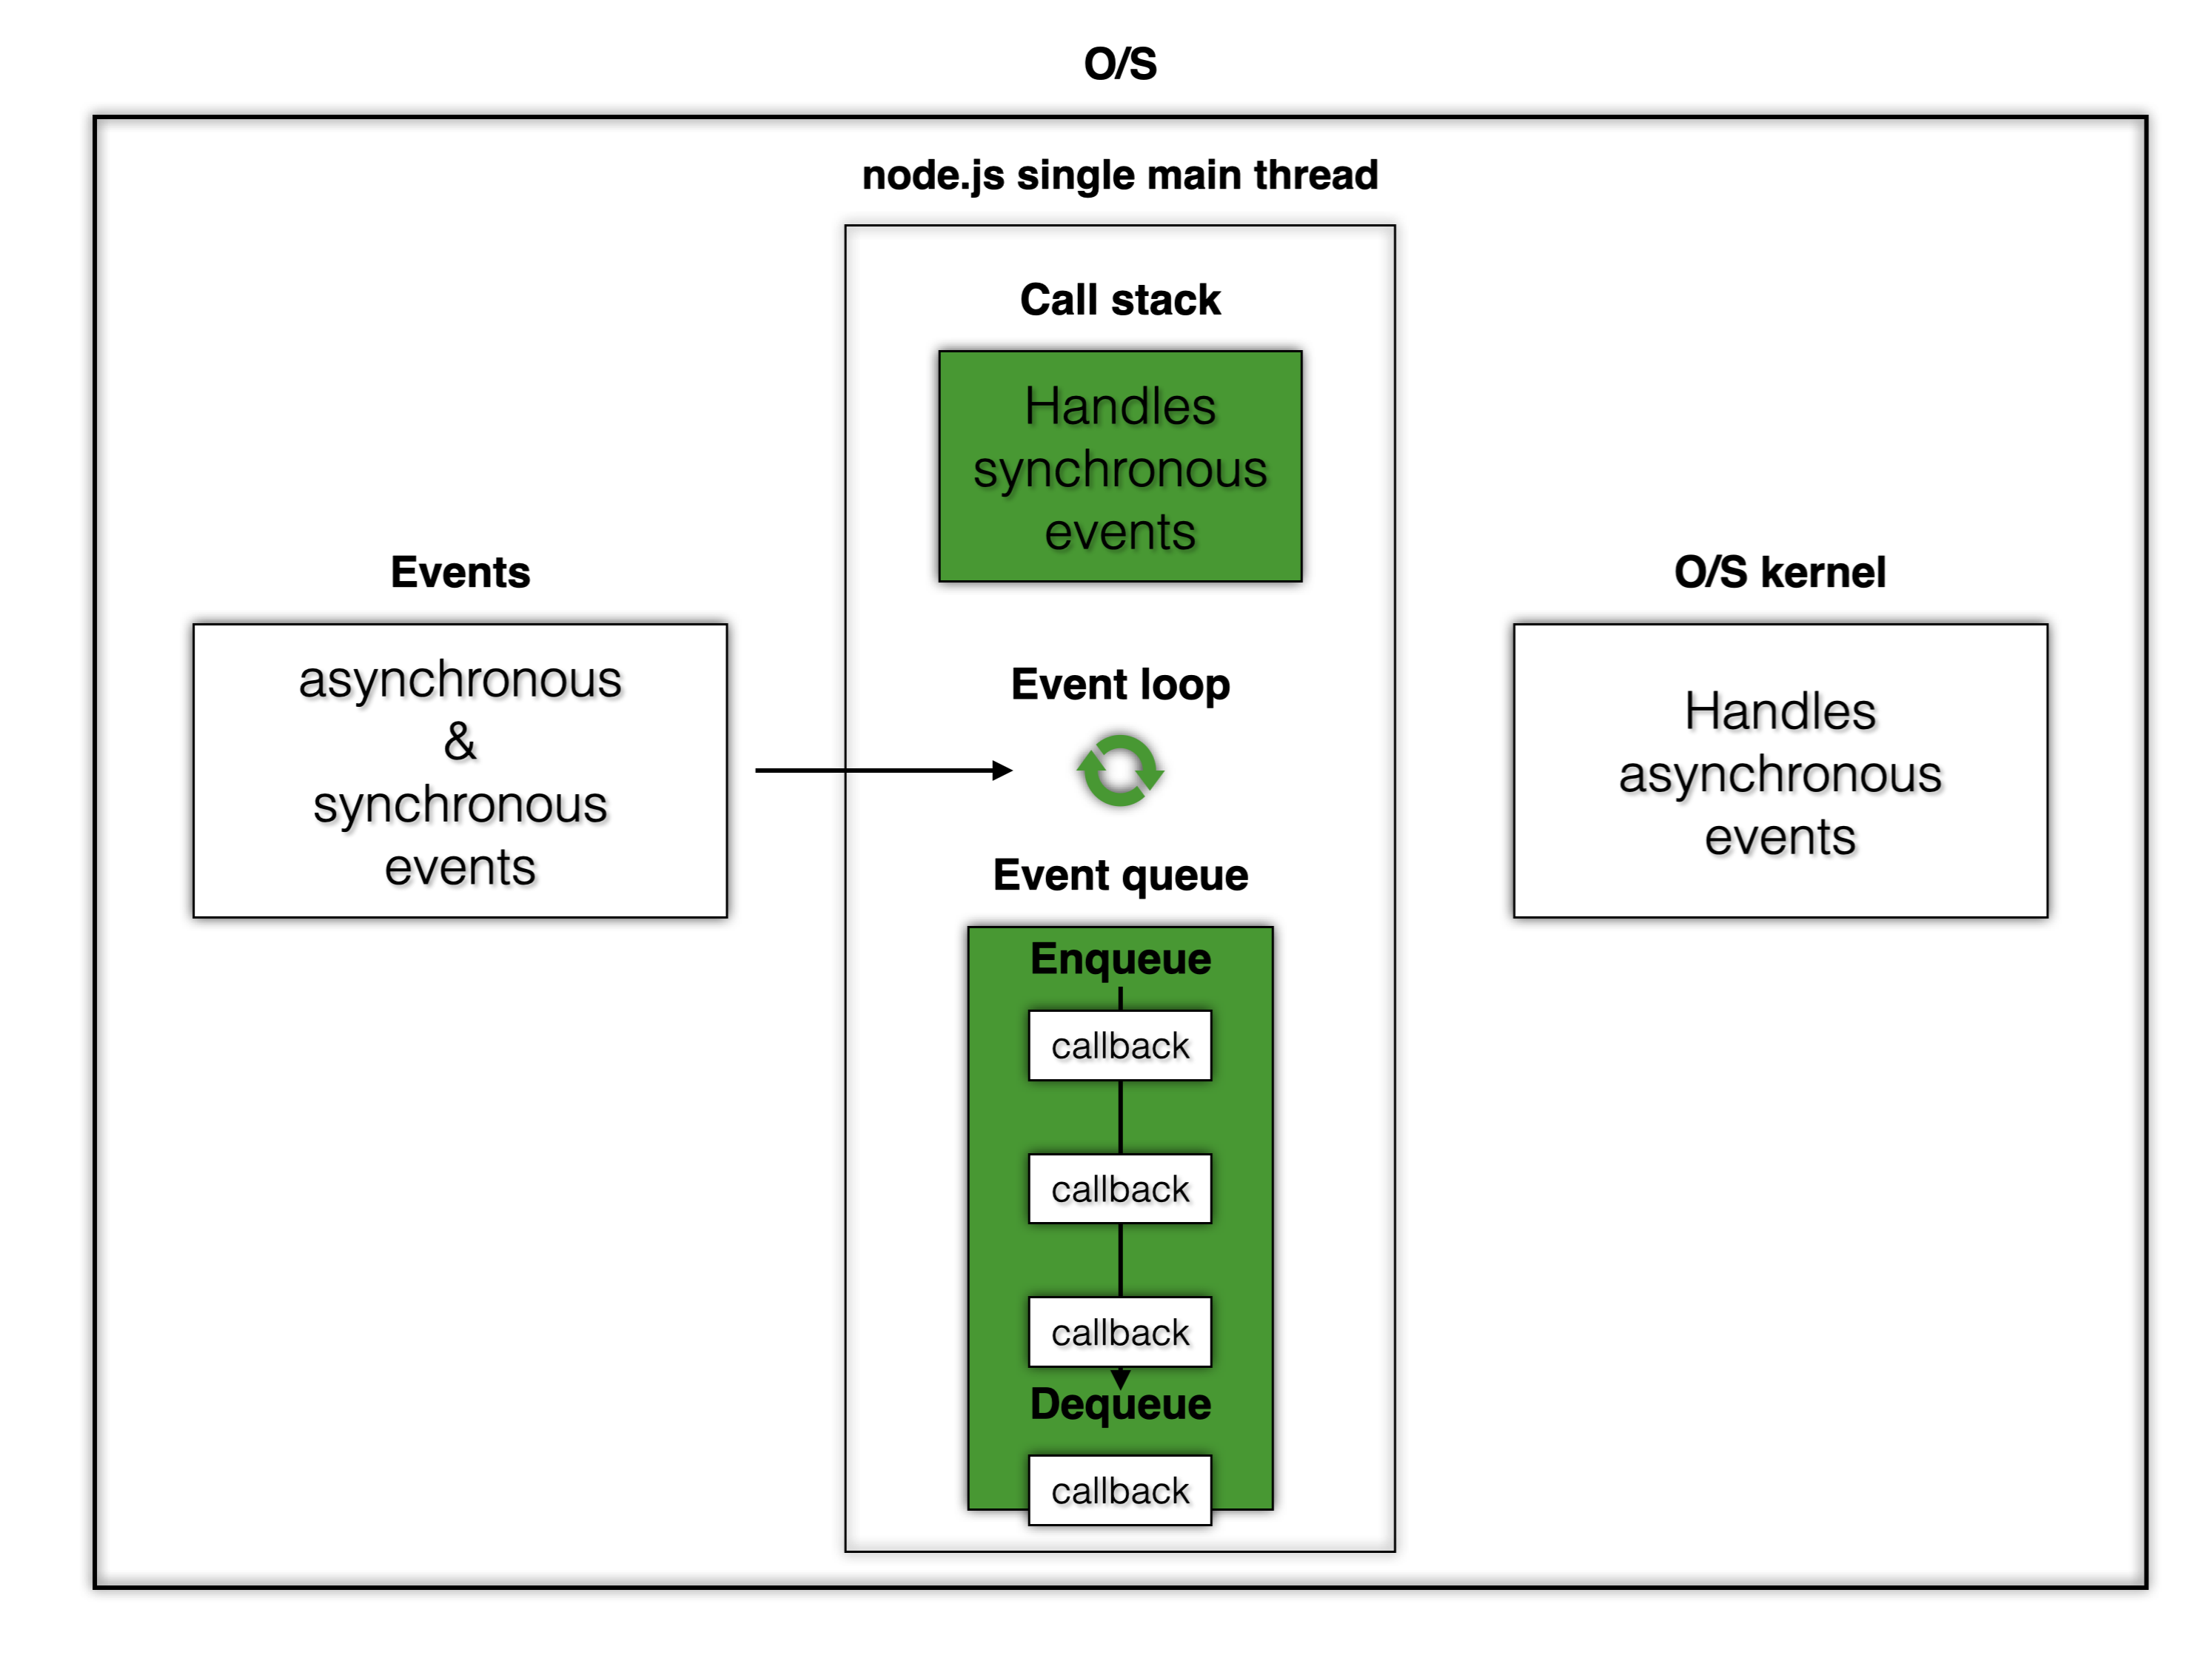 O/S
node.js single main thread
Call stack
Handles
synchronous
events
Events
asynchronous
&
synchronous
events
Event loop
O/S kernel
Handles
asynchronous
events
Event queue
Enqueue
callback
callback
callback
Dequeue
callback